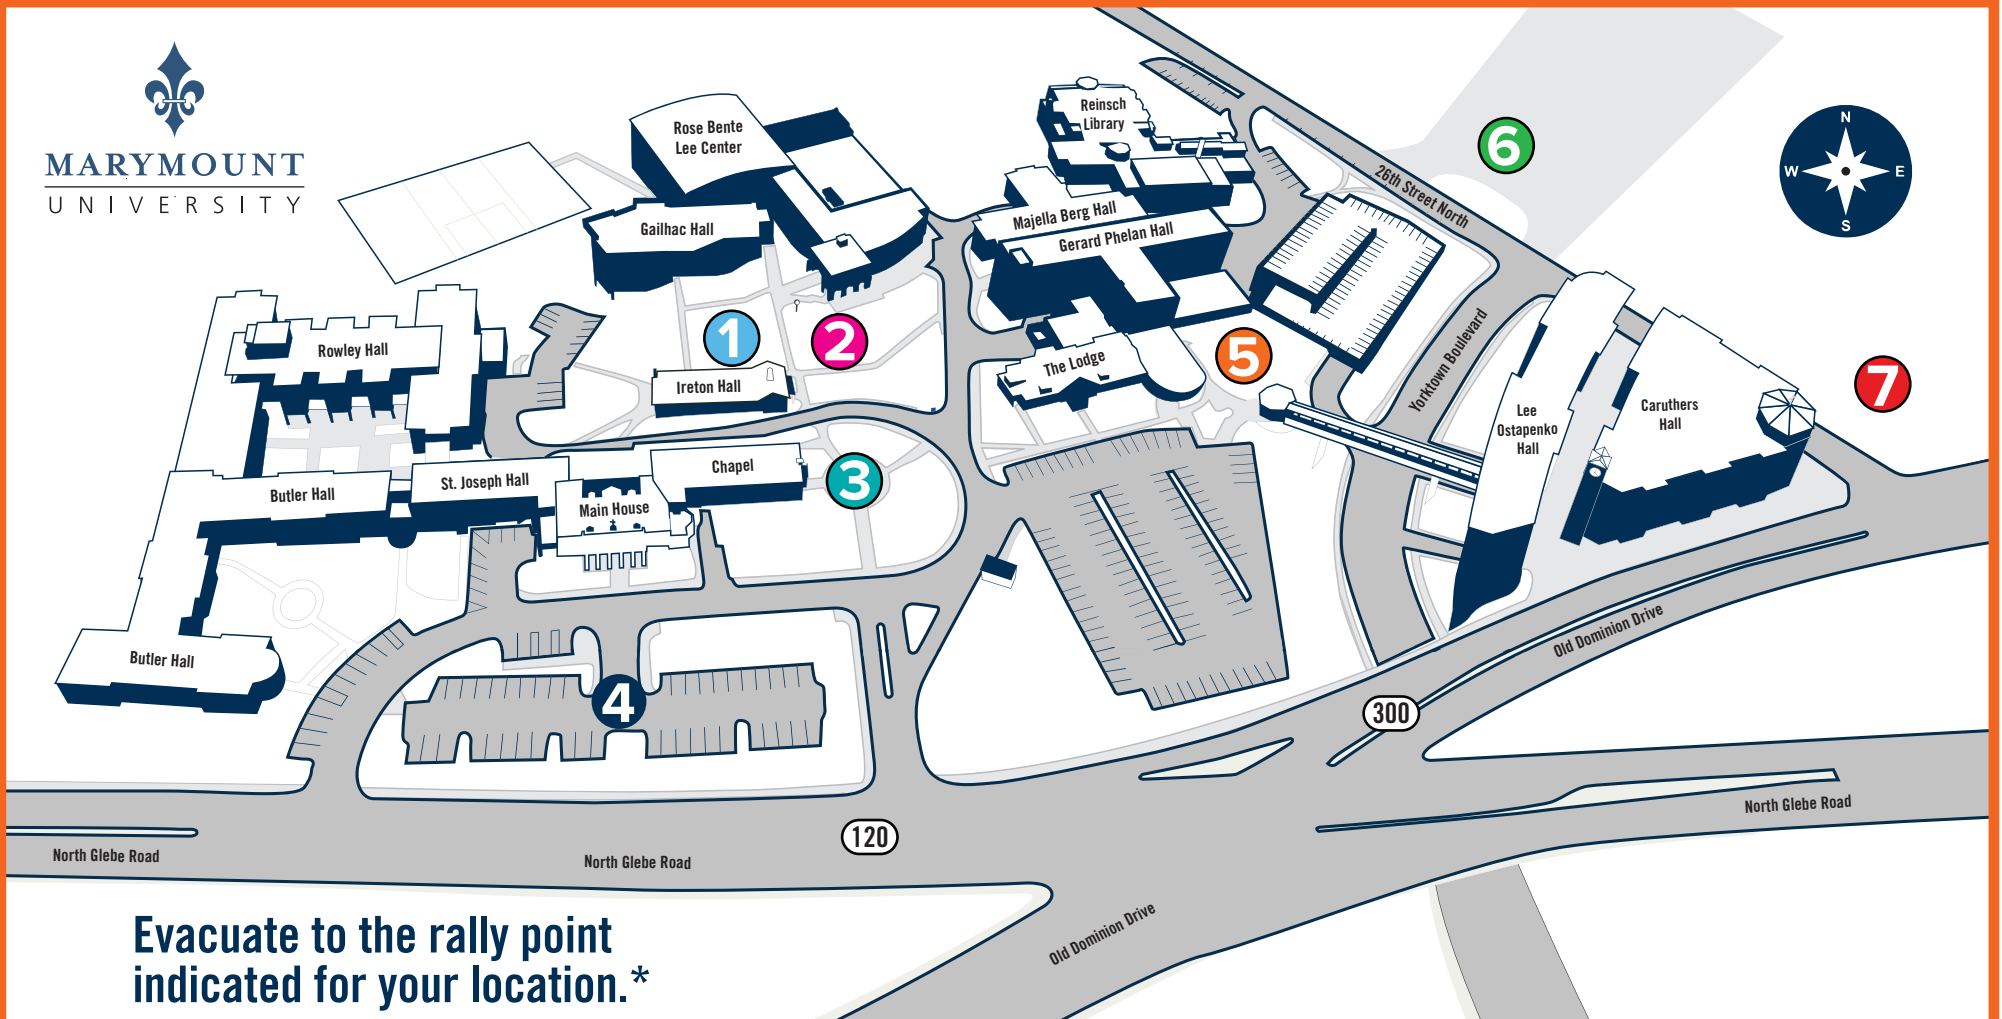 MARYMOUNT
UNIVERSITY
Rose Bente
Lee Center
Reinsch
Library
6
N
W
E
S
26th Street North
Gailhac Hall
Majella Berg Hall
Gerard Phelan Hall
1
2
5
Rowley Hall
The Lodge
Ireton Hall
Yorktown Boulevard
7
Lee
Ostapenko
Hall
Caruthers
Hall
Butler Hall
St. Joseph Hall
Chapel
3
Main House
Butler Hall
4
Old Dominion Drive
300
120
North Glebe Road
North Glebe Road
North Glebe Road
Old Dominion Drive
Evacuate to the rally point
indicated for your location.*